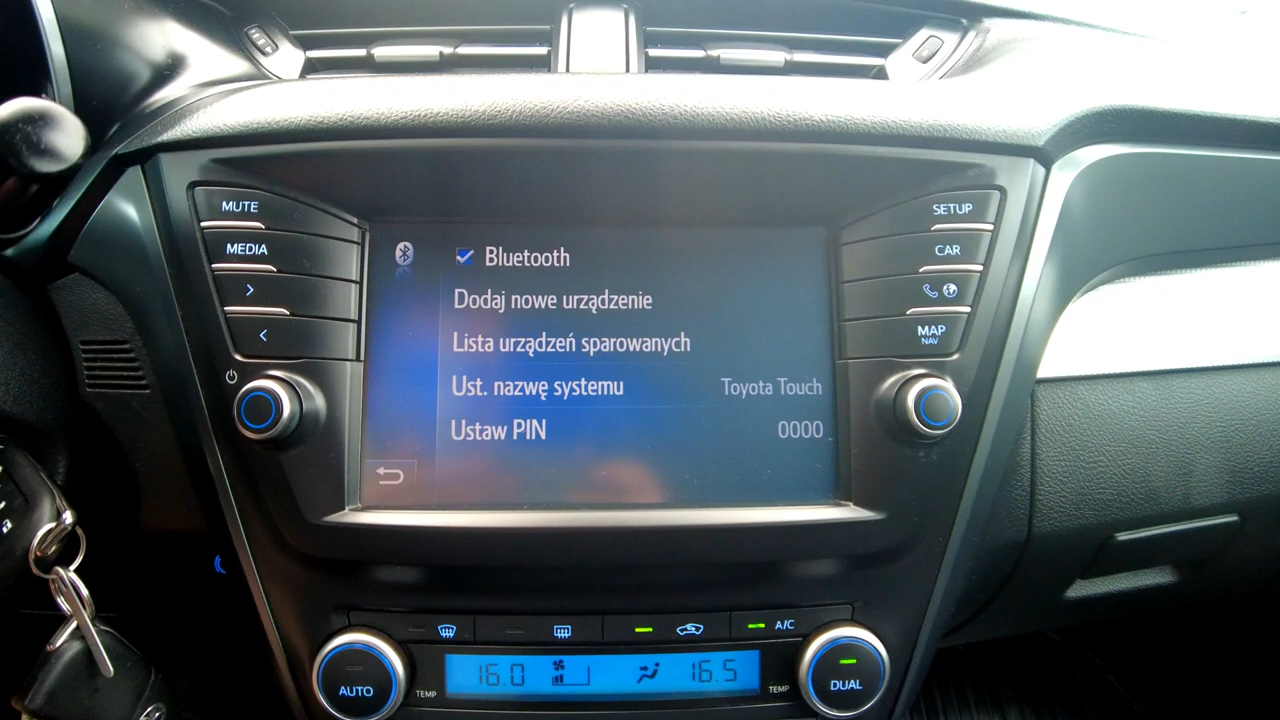 MUTE
MEDIA
SETUP
CAR
MAP
NAV
Bluetooth
Dodaj nowe urządzenie
Lista urządzeń sparowanych
Ust. nazwę systemu Toyota Touch
Ustaw PIN 0000
A/C
AUTO
TEMP
16.0
16.5
TEMP
DUAL